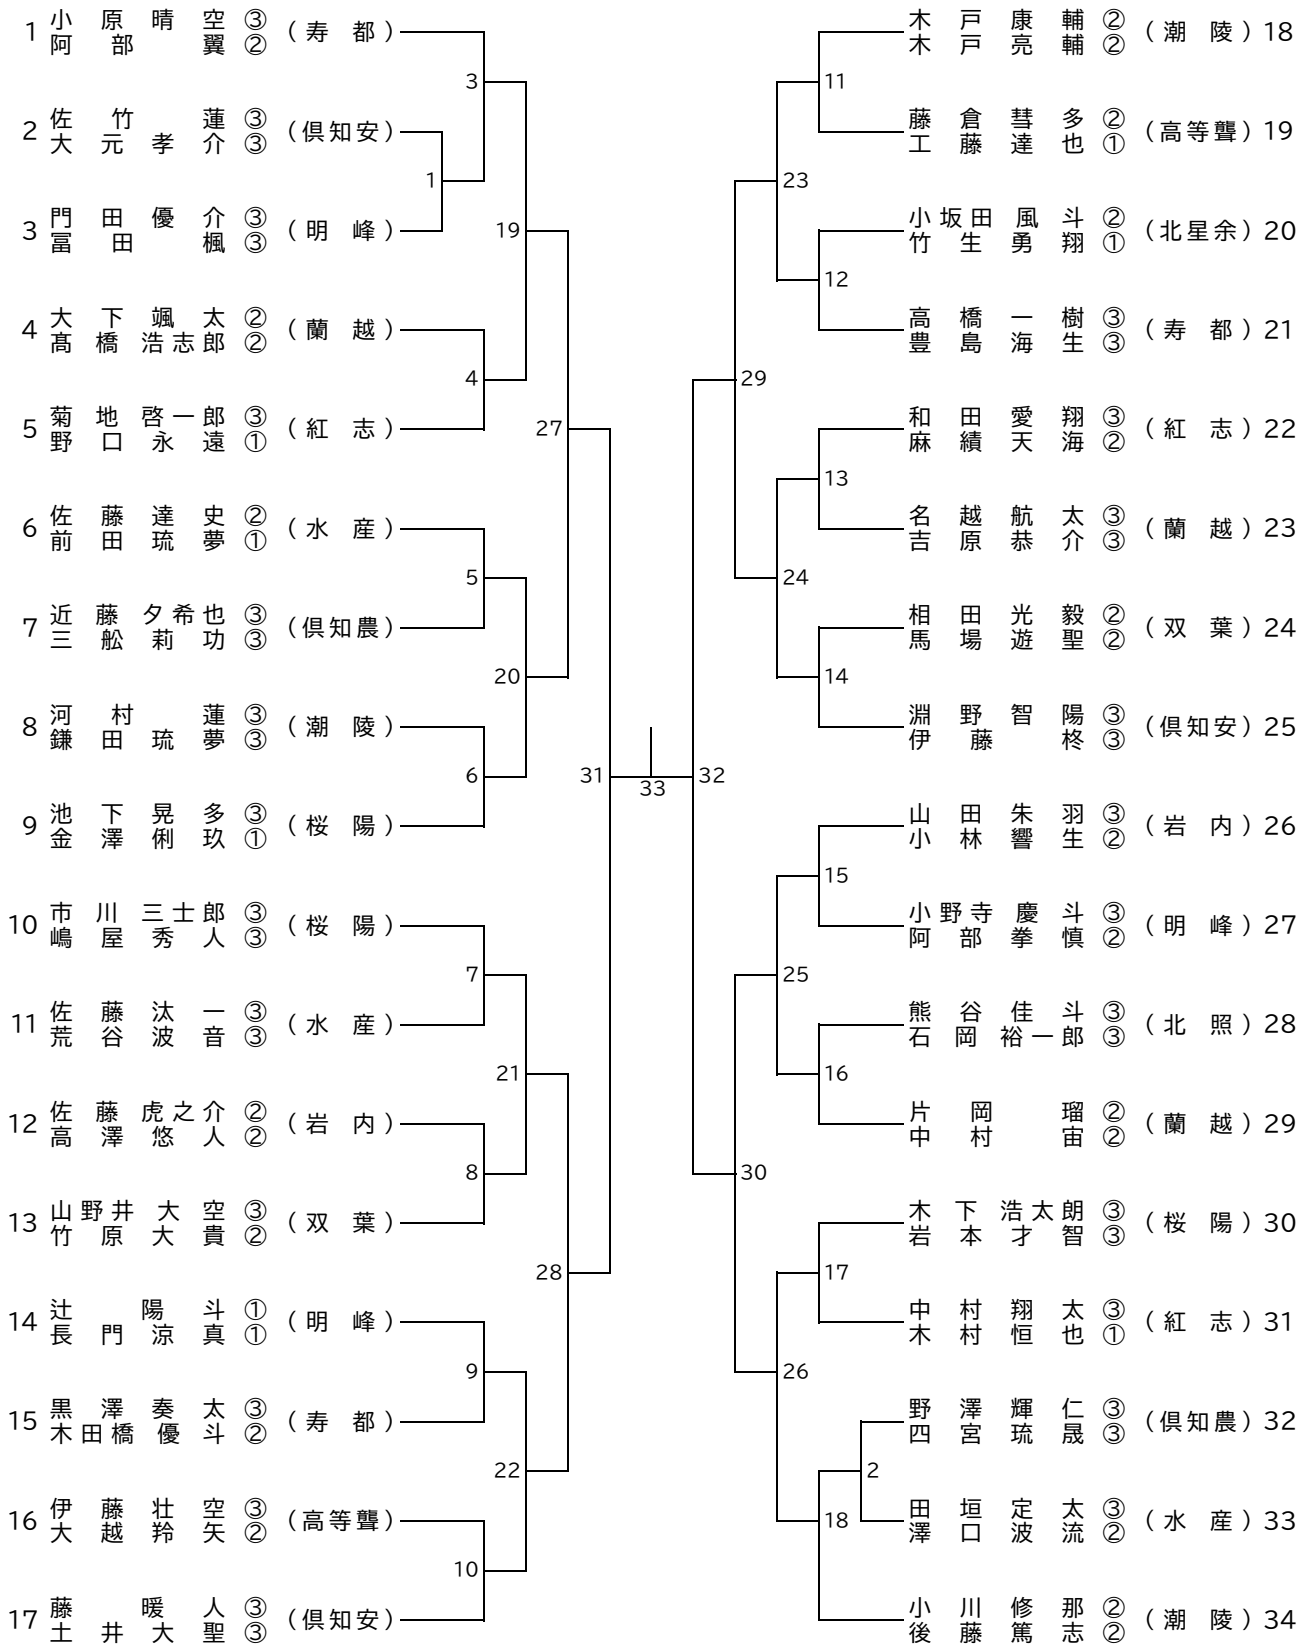 1 小原晴空 ③ (寿都)
阿部翼 ②
2 佐竹蓮 ③ (倶知安)
大元孝介 ③
3 門田優介 ③ (明峰)
冨田楓 ③
4 大下颯太 ② (蘭越)
髙橋浩志郎 ②
5 菊地啓一郎 ③ (紅志)
野口永遠 ①
6 佐藤達史 ② (水産)
前田琉夢 ①
7 近藤夕希也 ③ (倶知農)
三舩莉功 ③
8 河村蓮 ③ (潮陵)
鎌田琉夢 ③
9 池下晃多 ③ (桜陽)
金澤俐玖 ①
10 市川三士郎 ③ (桜陽)
嶋屋秀人 ③
11 佐藤汰一 ③ (水産)
荒谷波音 ③
12 佐藤虎之介 ② (岩内)
高澤悠人 ②
13 山野井大空 ③ (双葉)
竹原大貴 ②
14 辻陽斗 ① (明峰)
長門涼真 ①
15 黒澤奏太 ③ (寿都)
木田橋優斗 ②
16 伊藤壮空 ③ (高等聾)
大越羚矢 ②
17 藤暖人 ③ (倶知安)
土井大聖 ③
3
1
19
4
27
5
20
6
31
7
21
8
28
9
22
10
33
32
11
23
12
29
13
24
14
15
25
16
30
17
26
2
18
木戸康輔 ② (潮陵) 18
木戸亮輔 ②
藤倉彗多 ② (高等聾) 19
工藤達也 ①
小坂田風斗 ② (北星余) 20
竹生勇翔 ①
高橋一樹 ③ (寿都) 21
豊島海生 ③
和田愛翔 ③ (紅志) 22
麻績天海 ②
名越航太 ③ (蘭越) 23
吉原恭介 ③
相田光毅 ② (双葉) 24
馬場遊聖 ②
淵野智陽 ③ (倶知安) 25
伊藤柊 ③
山田朱羽 ③ (岩内) 26
小林響生 ②
小野寺慶斗 ③ (明峰) 27
阿部拳慎 ②
熊谷佳斗 ③ (北照) 28
石岡裕一郎 ③
片岡瑠 ② (蘭越) 29
中村宙 ②
木下浩太朗 ③ (桜陽) 30
岩本才智 ③
中村翔太 ③ (紅志) 31
木村恒也 ①
野澤輝仁 ③ (倶知農) 32
四宮琉晟 ③
田垣定太 ③ (水産) 33
澤口波流 ②
小川修那 ② (潮陵) 34
後藤篤志 ②